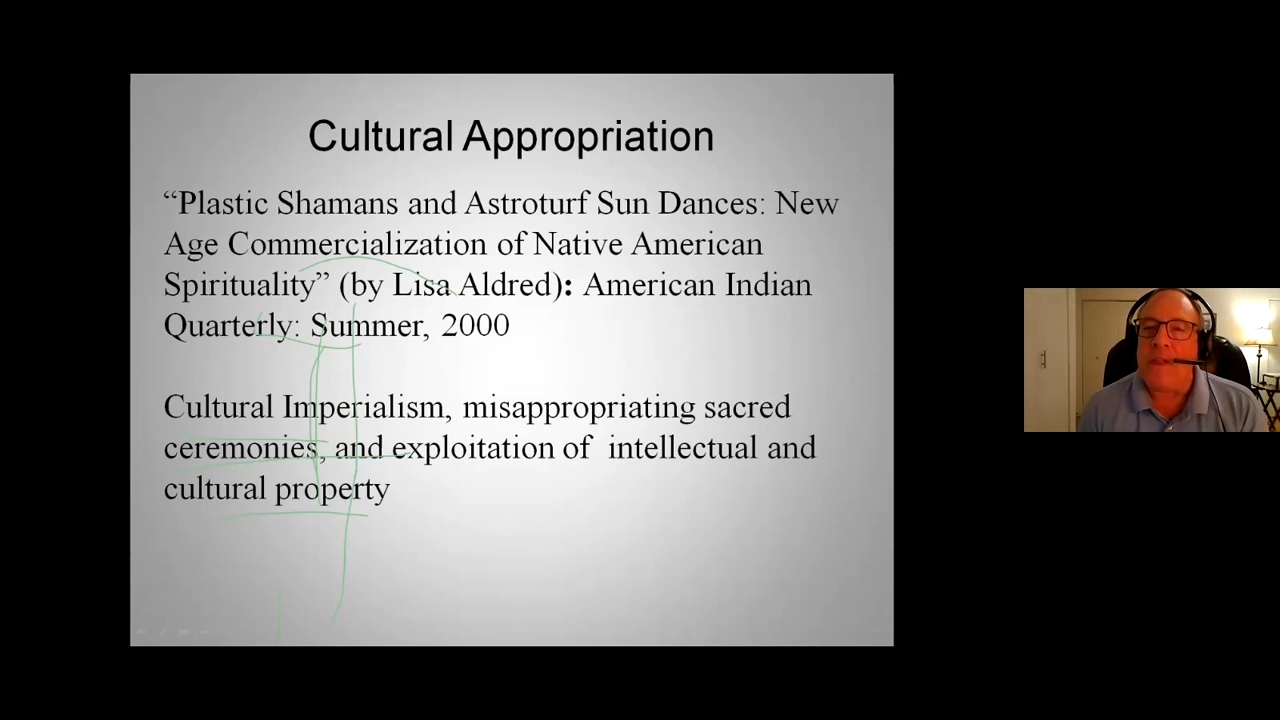 Cultural Appropriation
“Plastic Shamans and Astroturf Sun Dances: New
Age Commercialization of Native American
Spirituality” (by Lisa Aldred): American Indian
Quarterly: Summer, 2000
Cultural Imperialism, misappropriating sacred
ceremonies, and exploitation of intellectual and
cultural property